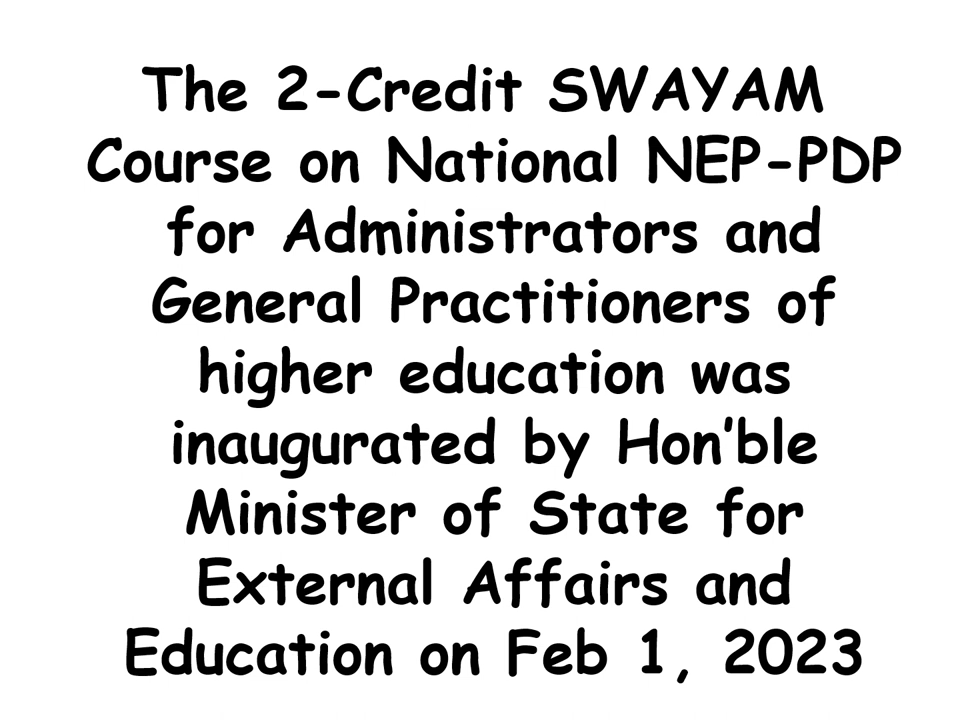 The 2-Credit SWAYAM
Course on National NEP-PDP
for Administrators and
General Practitioners of
higher education was
inaugurated by Hon’ble
Minister of State for
External Affairs and
Education on Feb 1, 2023